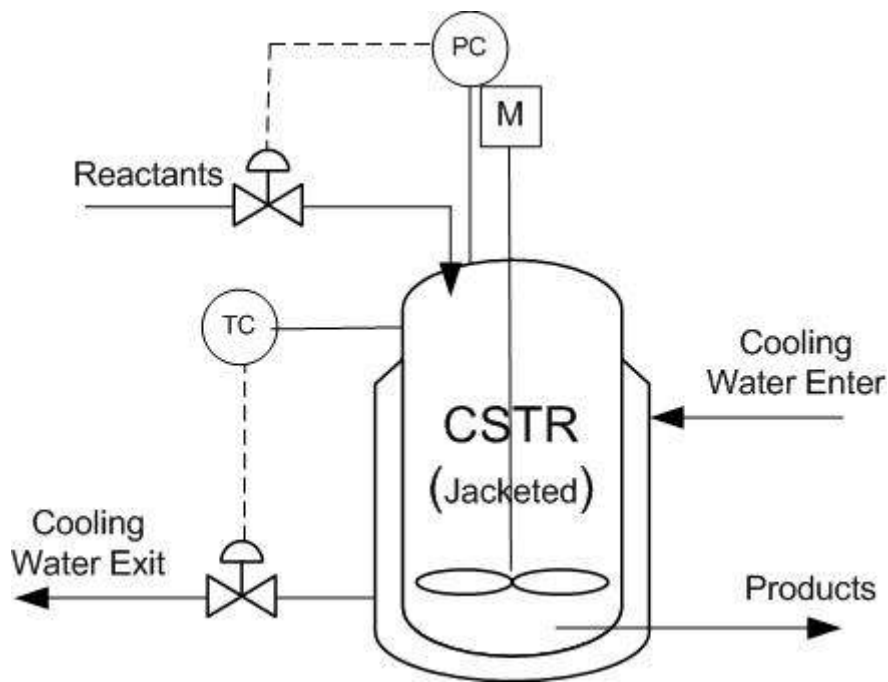 PC
M
Reactants
TC
Cooling
Water Enter
CSTR
(Jacketed)
Cooling
Water Exit
Products